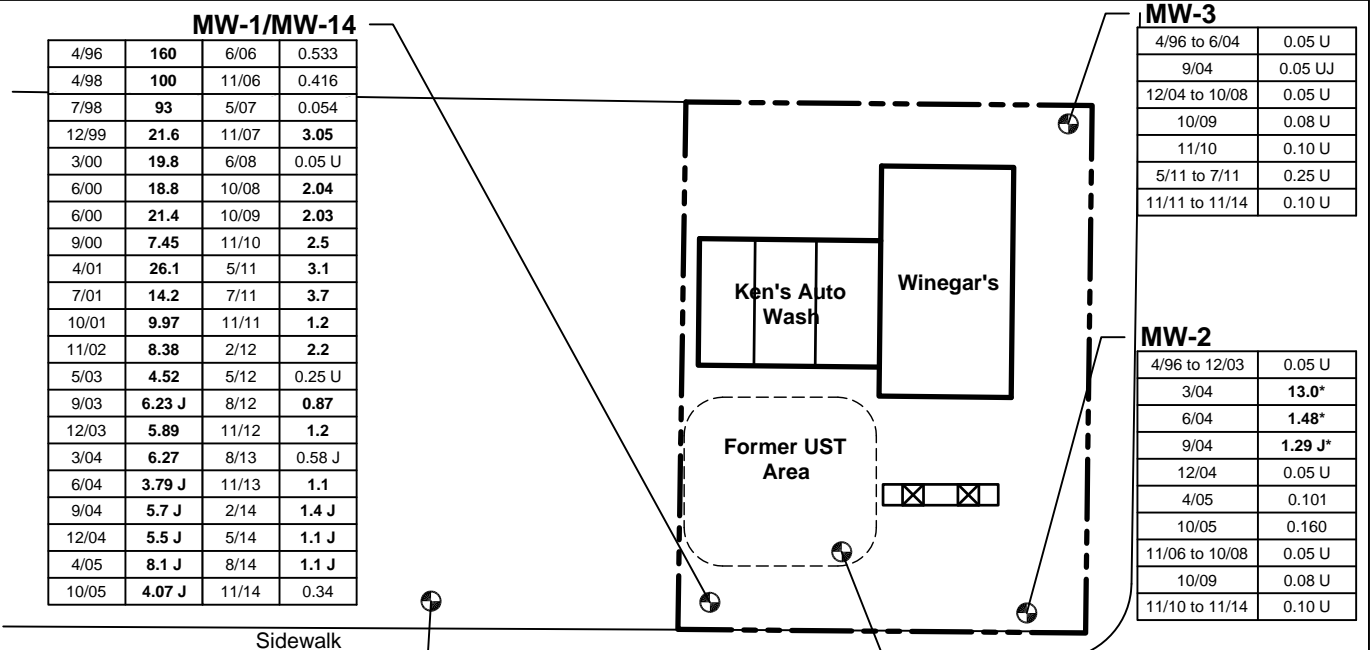 MW-1/MW-14
4/96 160 6/06 0.533
4/98 100 11/06 0.416
7/98 93 5/07 0.054
12/99 21.6 11/07 3.05
3/00 19.8 6/08 0.05 U
6/00 18.8 10/08 2.04
6/00 21.4 10/09 2.03
9/00 7.45 11/10 2.5
4/01 26.1 5/11 3.1
7/01 14.2 7/11 3.7
10/01 9.97 11/11 1.2
11/02 8.38 2/12 2.2
5/03 4.52 5/12 0.25 U
9/03 6.23 J 8/12 0.87
12/03 5.89 11/12 1.2
3/04 6.27 8/13 0.58 J
6/04 3.79 J 11/13 1.1
9/04 5.7 J 2/14 1.4 J
12/04 5.5 J 5/14 1.1 J
4/05 8.1 J 8/14 1.1 J
10/05 4.07 J 11/14 0.34
MW-3
4/96 to 6/04 0.05 U
9/04 0.05 UJ
12/04 to 10/08 0.05 U
10/09 0.08 U
11/10 0.10 U
5/11 to 7/11 0.25 U
11/11 to 11/14 0.10 U
Ken's Auto
Wash
Winegar's
Former UST
Area
MW-2
4/96 to 12/03 0.05 U
3/04 13.0*
6/04 1.48*
9/04 1.29 J*
12/04 0.05 U
4/05 0.101
10/05 0.160
11/06 to 10/08 0.05 U
10/09 0.08 U
11/10 to 11/14 0.10 U
Sidewalk